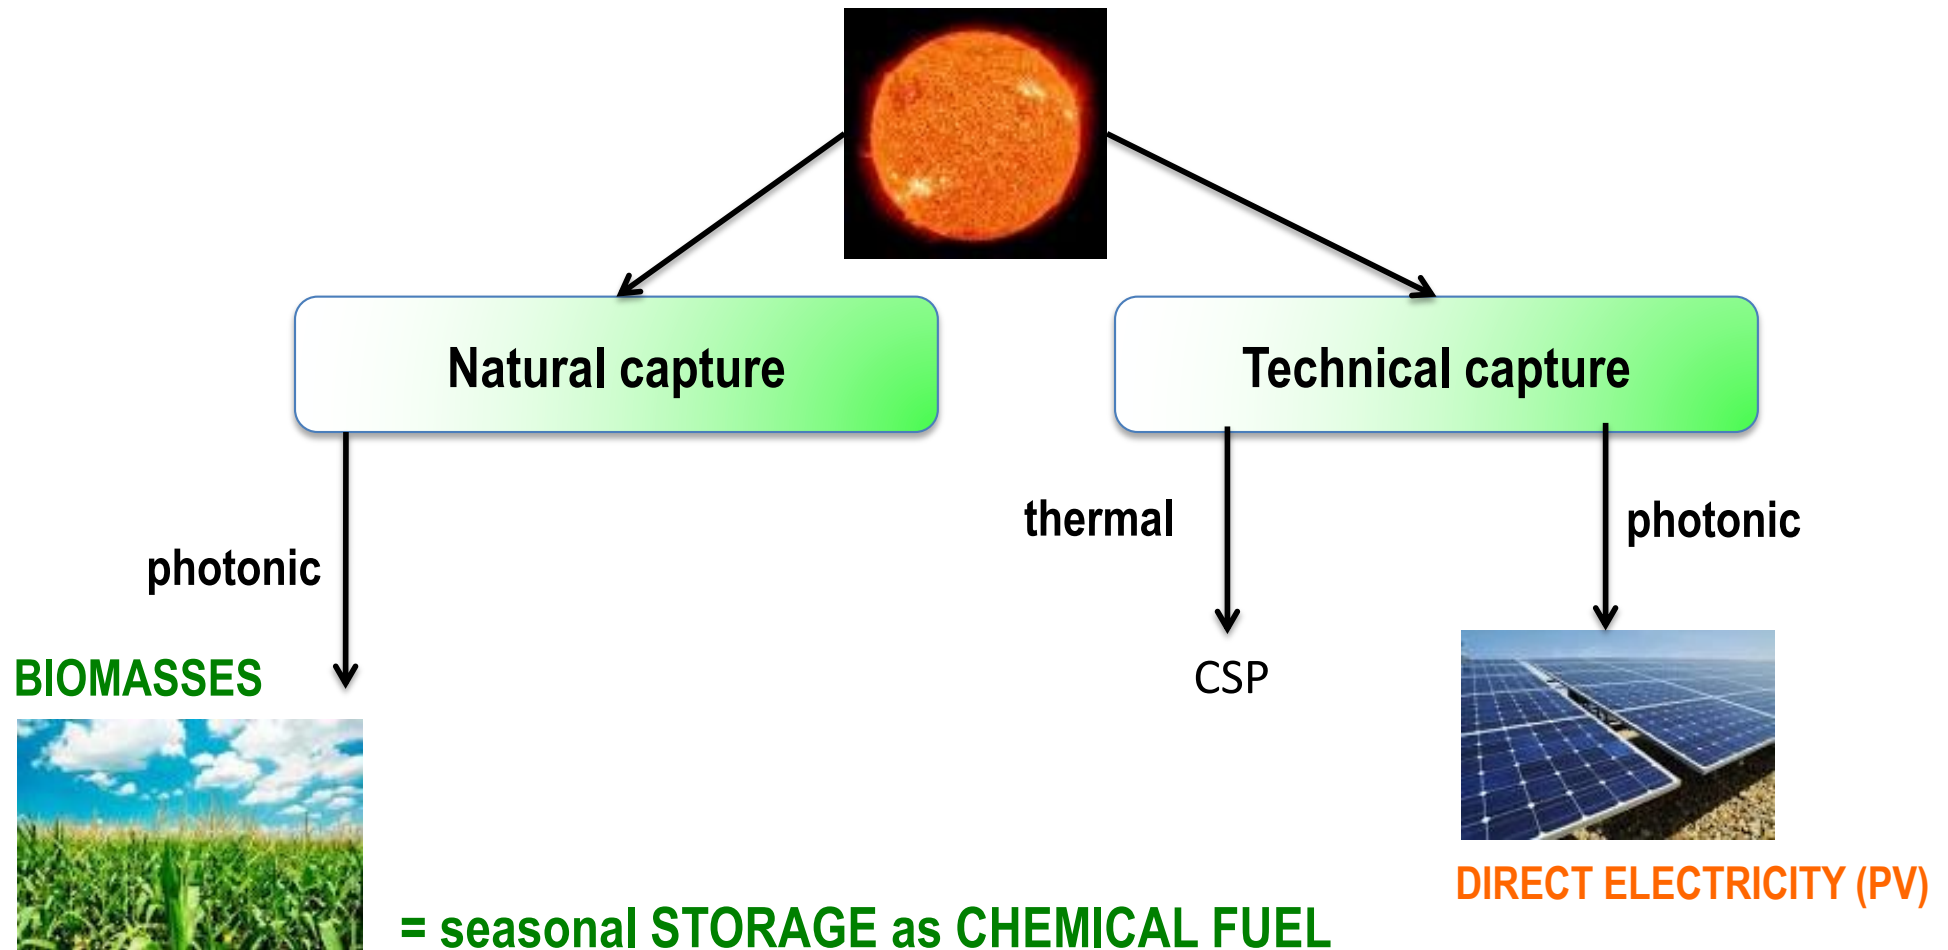 Natural capture
Technical capture
thermal
photonic
photonic
BIOMASSES
CSP
DIRECT ELECTRICITY (PV)
= seasonal STORAGE as CHEMICAL FUEL